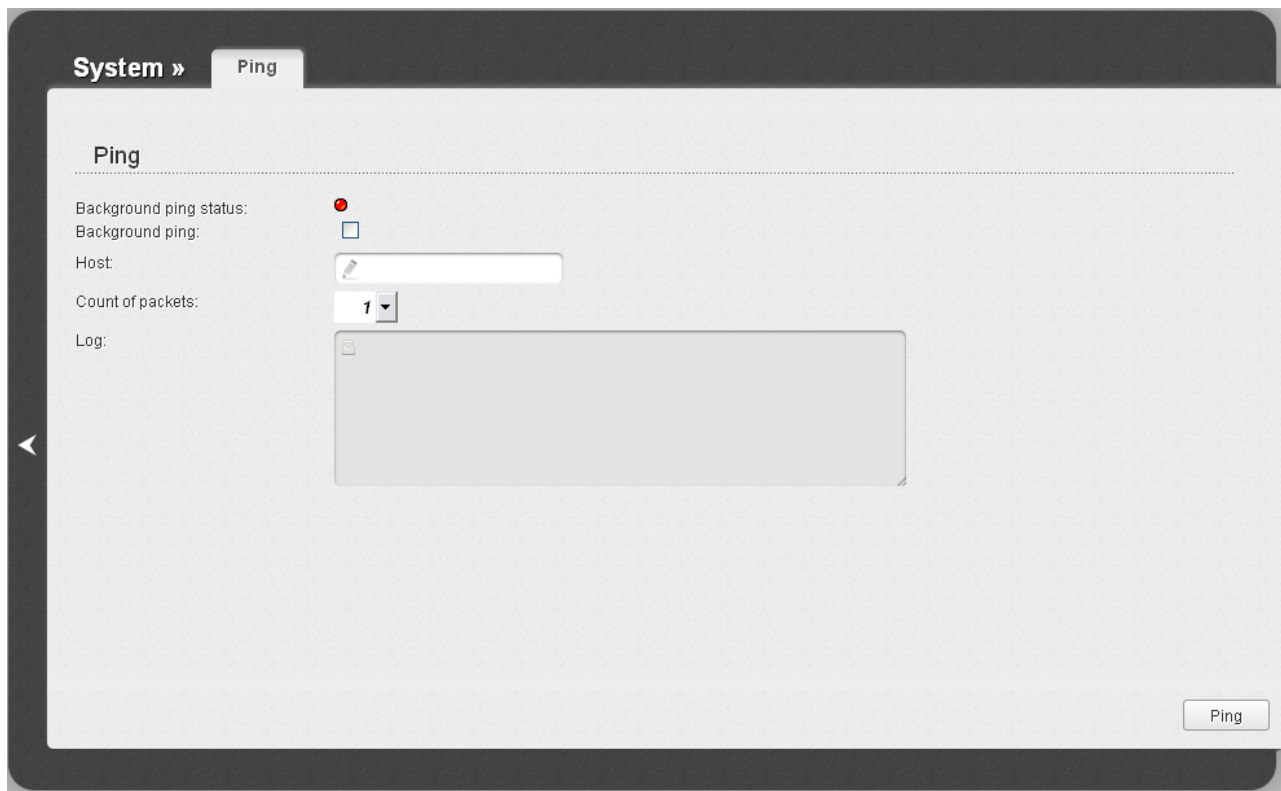 System »
Ping
Ping
Background ping status:
Background ping:
Host:
Count of packets:
1
Log:
Ping